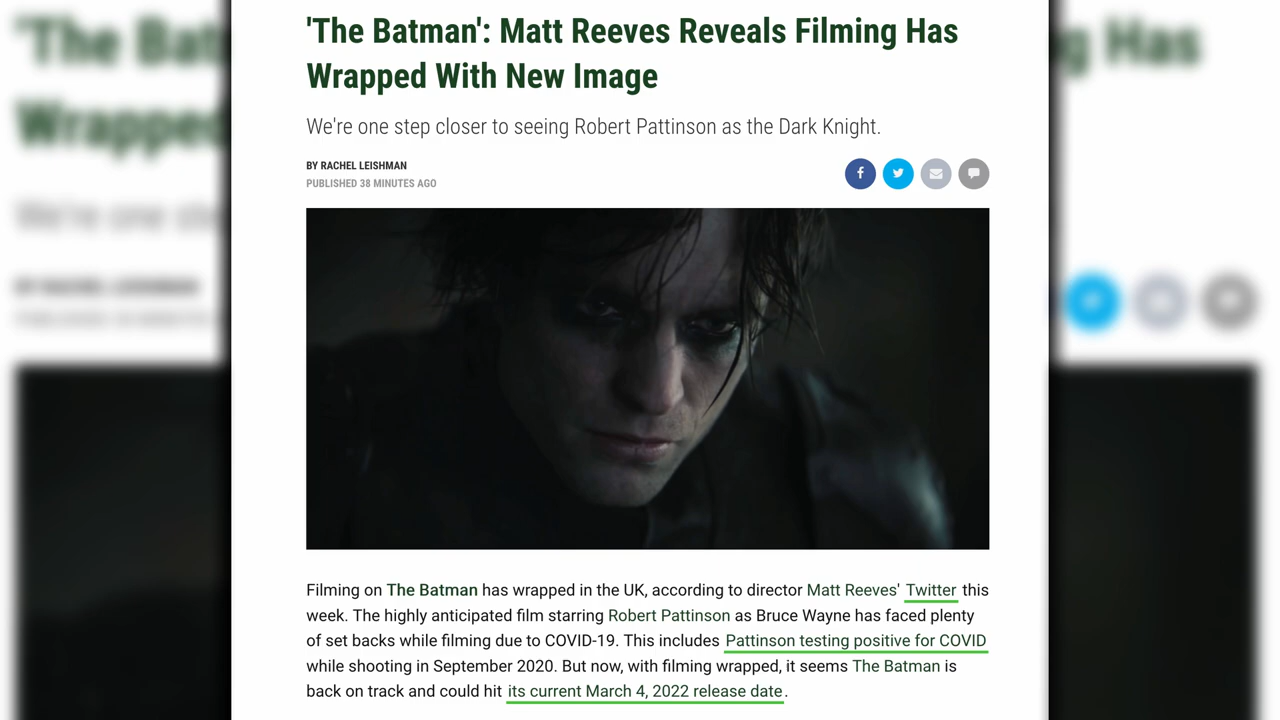 'The Batman': Matt Reeves Reveals Filming Has
Wrapped With New Image
We're one step closer to seeing Robert Pattinson as the Dark Knight.
BY RACHEL LEISHMAN
PUBLISHED 38 MINUTES AGO
Filming on The Batman has wrapped in the UK, according to director Matt Reeves' Twitter this
week. The highly anticipated film starring Robert Pattinson as Bruce Wayne has faced plenty
of set backs while filming due to COVID-19. This includes Pattinson testing positive for COVID
while shooting in September 2020. But now, with filming wrapped, it seems The Batman is
back on track and could hit its current March 4, 2022 release date.